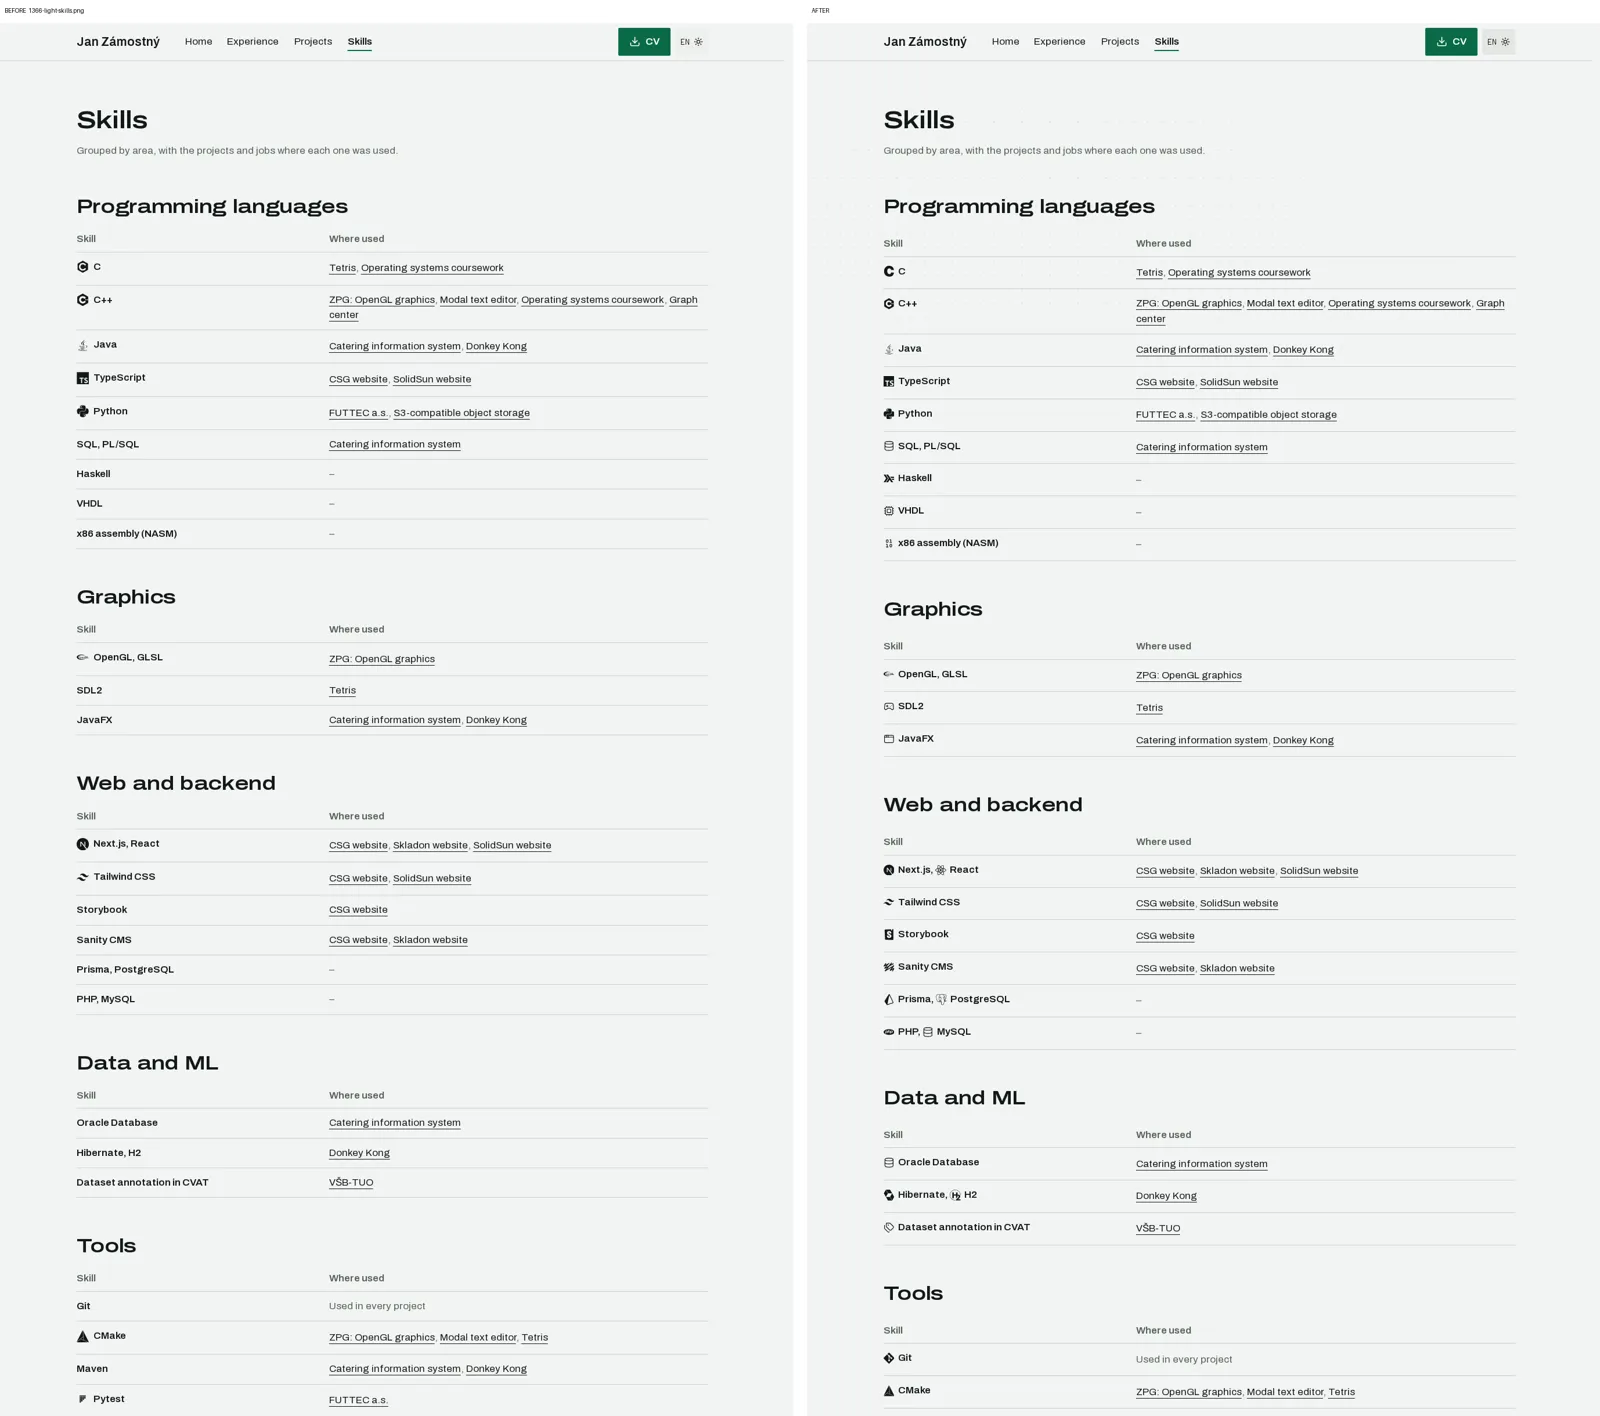 BEFORE 1366-light-skills.png
Jan Zámostný Home Experience Projects Skills CV EN
Skills
Grouped by area, with the projects and jobs where each one was used.
Programming languages
Skill Where used
C Tetris, Operating systems coursework
C++ ZPG: OpenGL graphics, Modal text editor, Operating systems coursework, Graph
center
Java Catering information system, Donkey Kong
TypeScript CSG website, SolidSun website
Python FUTTEC a.s., S3-compatible object storage
SQL, PL/SQL Catering information system
Haskell –
VHDL –
x86 assembly (NASM) –
Graphics
Skill Where used
OpenGL, GLSL ZPG: OpenGL graphics
SDL2 Tetris
JavaFX Catering information system, Donkey Kong
Web and backend
Skill Where used
Next.js, React CSG website, Skladon website, SolidSun website
Tailwind CSS CSG website, SolidSun website
Storybook CSG website
Sanity CMS CSG website, Skladon website
Prisma, PostgreSQL –
PHP, MySQL –
Data and ML
Skill Where used
Oracle Database Catering information system
Hibernate, H2 Donkey Kong
Dataset annotation in CVAT VŠB-TUO
Tools
Skill Where used
Git Used in every project
CMake ZPG: OpenGL graphics, Modal text editor, Tetris
Maven Catering information system, Donkey Kong
Pytest FUTTEC a.s.
AFTER
Jan Zámostný Home Experience Projects Skills CV EN
Skills
Grouped by area, with the projects and jobs where each one was used.
Programming languages
Skill Where used
C Tetris, Operating systems coursework
C++ ZPG: OpenGL graphics, Modal text editor, Operating systems coursework, Graph
center
Java Catering information system, Donkey Kong
TypeScript CSG website, SolidSun website
Python FUTTEC a.s., S3-compatible object storage
SQL, PL/SQL Catering information system
Haskell –
VHDL –
x86 assembly (NASM) –
Graphics
Skill Where used
OpenGL, GLSL ZPG: OpenGL graphics
SDL2 Tetris
JavaFX Catering information system, Donkey Kong
Web and backend
Skill Where used
Next.js, React CSG website, Skladon website, SolidSun website
Tailwind CSS CSG website, SolidSun website
Storybook CSG website
Sanity CMS CSG website, Skladon website
Prisma, PostgreSQL –
PHP, MySQL –
Data and ML
Skill Where used
Oracle Database Catering information system
Hibernate, H2 Donkey Kong
Dataset annotation in CVAT VŠB-TUO
Tools
Skill Where used
Git Used in every project
CMake ZPG: OpenGL graphics, Modal text editor, Tetris